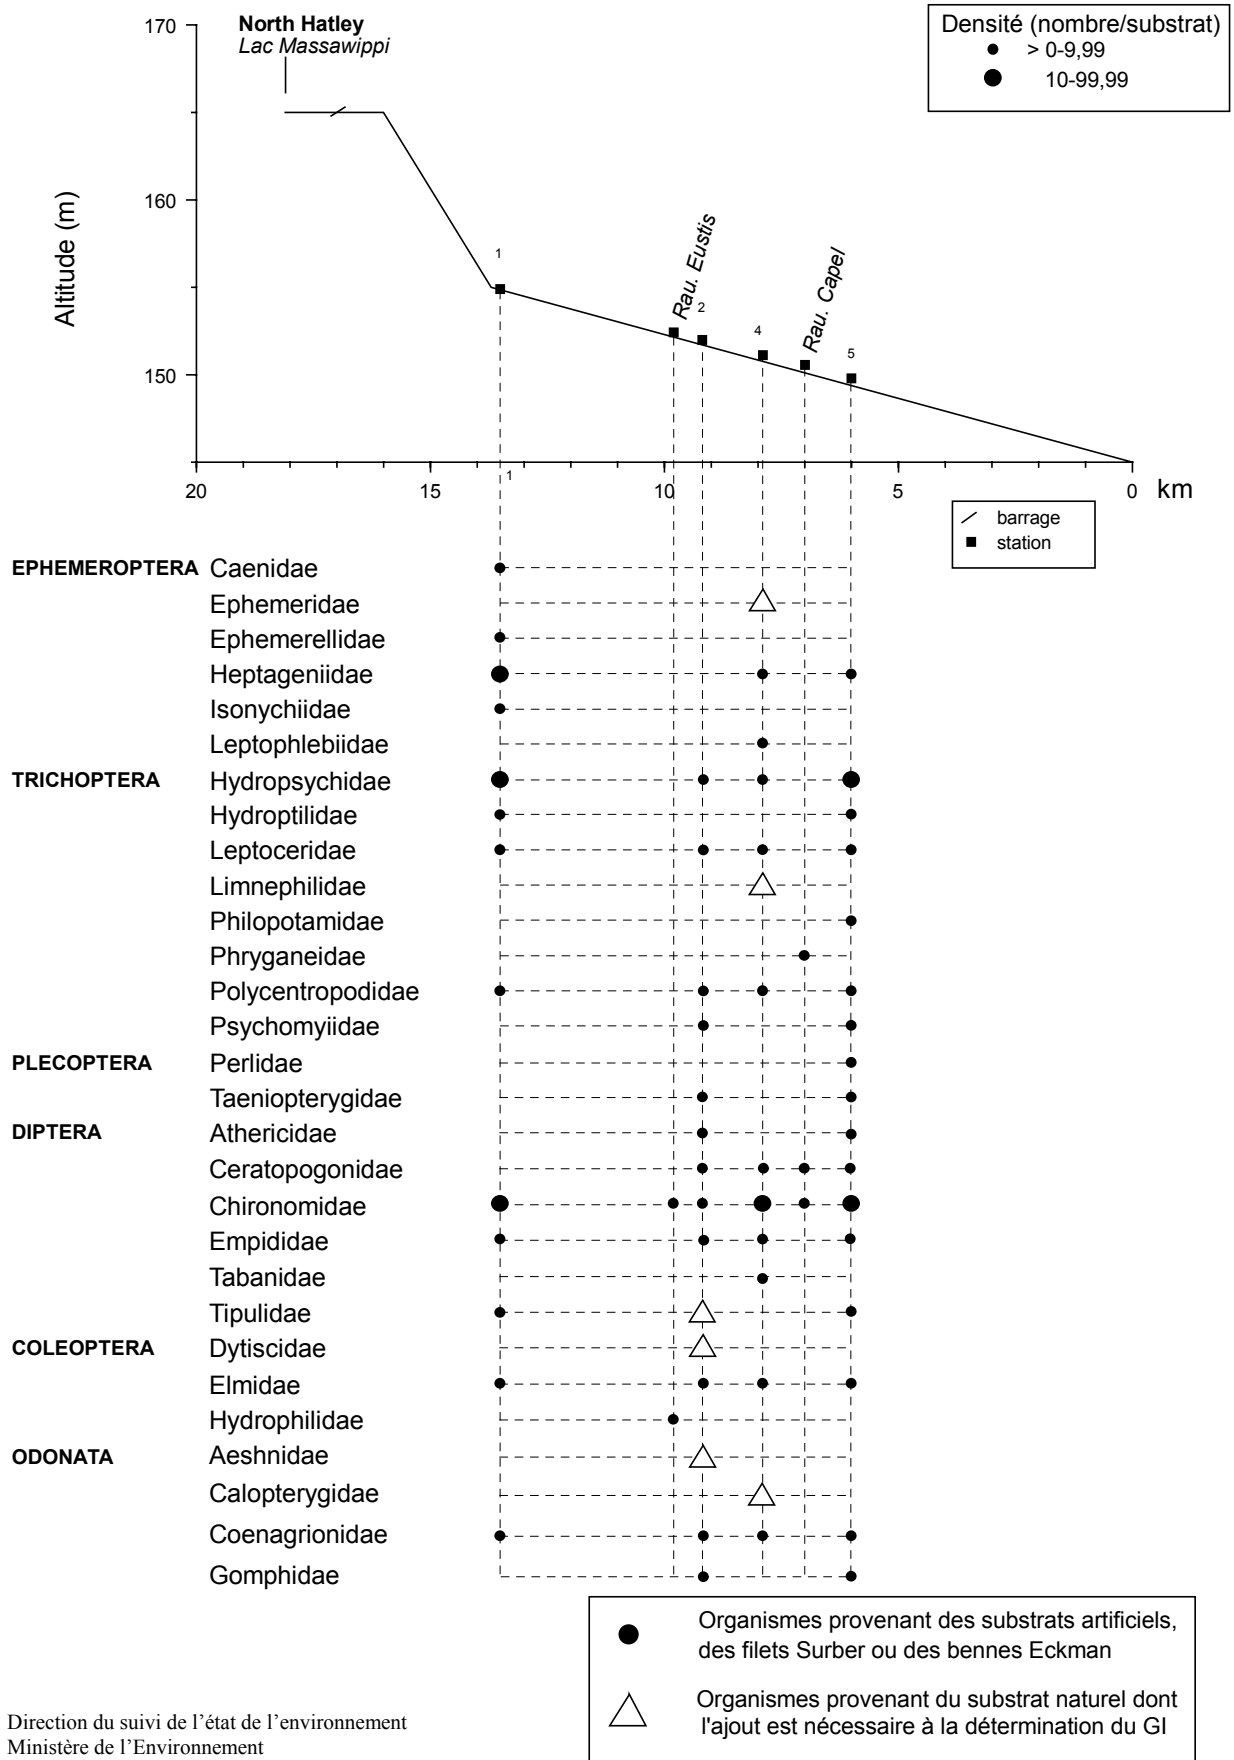 170
North Hatley
Lac Massawippi
Densité (nombre/substrat)
> 0-9,99
10-99,99
Altitude (m)
160
150
1
Rau. Eustis
2
4
Rau. Capel
5
20
15
1
10
5
0
km
barrage
station
EPHEMEROPTERA Caenidae
Ephemeridae
Ephemerellidae
Heptageniidae
Isonychiidae
Leptophlebiidae
TRICHOPTERA Hydropsychidae
Hydroptilidae
Leptoceridae
Limnephilidae
Philopotamidae
Phryganeidae
Polycentropodidae
Psychomyiidae
PLECOPTERA Perlidae
Taeniopterygidae
DIPTERA Athericidae
Ceratopogonidae
Chironomidae
Empididae
Tabanidae
Tipulidae
COLEOPTERA Dytiscidae
Elmidae
Hydrophilidae
ODONATA Aeshnidae
Calopterygidae
Coenagrionidae
Gomphidae
Organismes provenant des substrats artificiels,
des filets Surber ou des bennes Eckman
Organismes provenant du substrat naturel dont
l'ajout est nécessaire à la détermination du GI
Direction du suivi de l’état de l’environnement
Ministère de l’Environnement